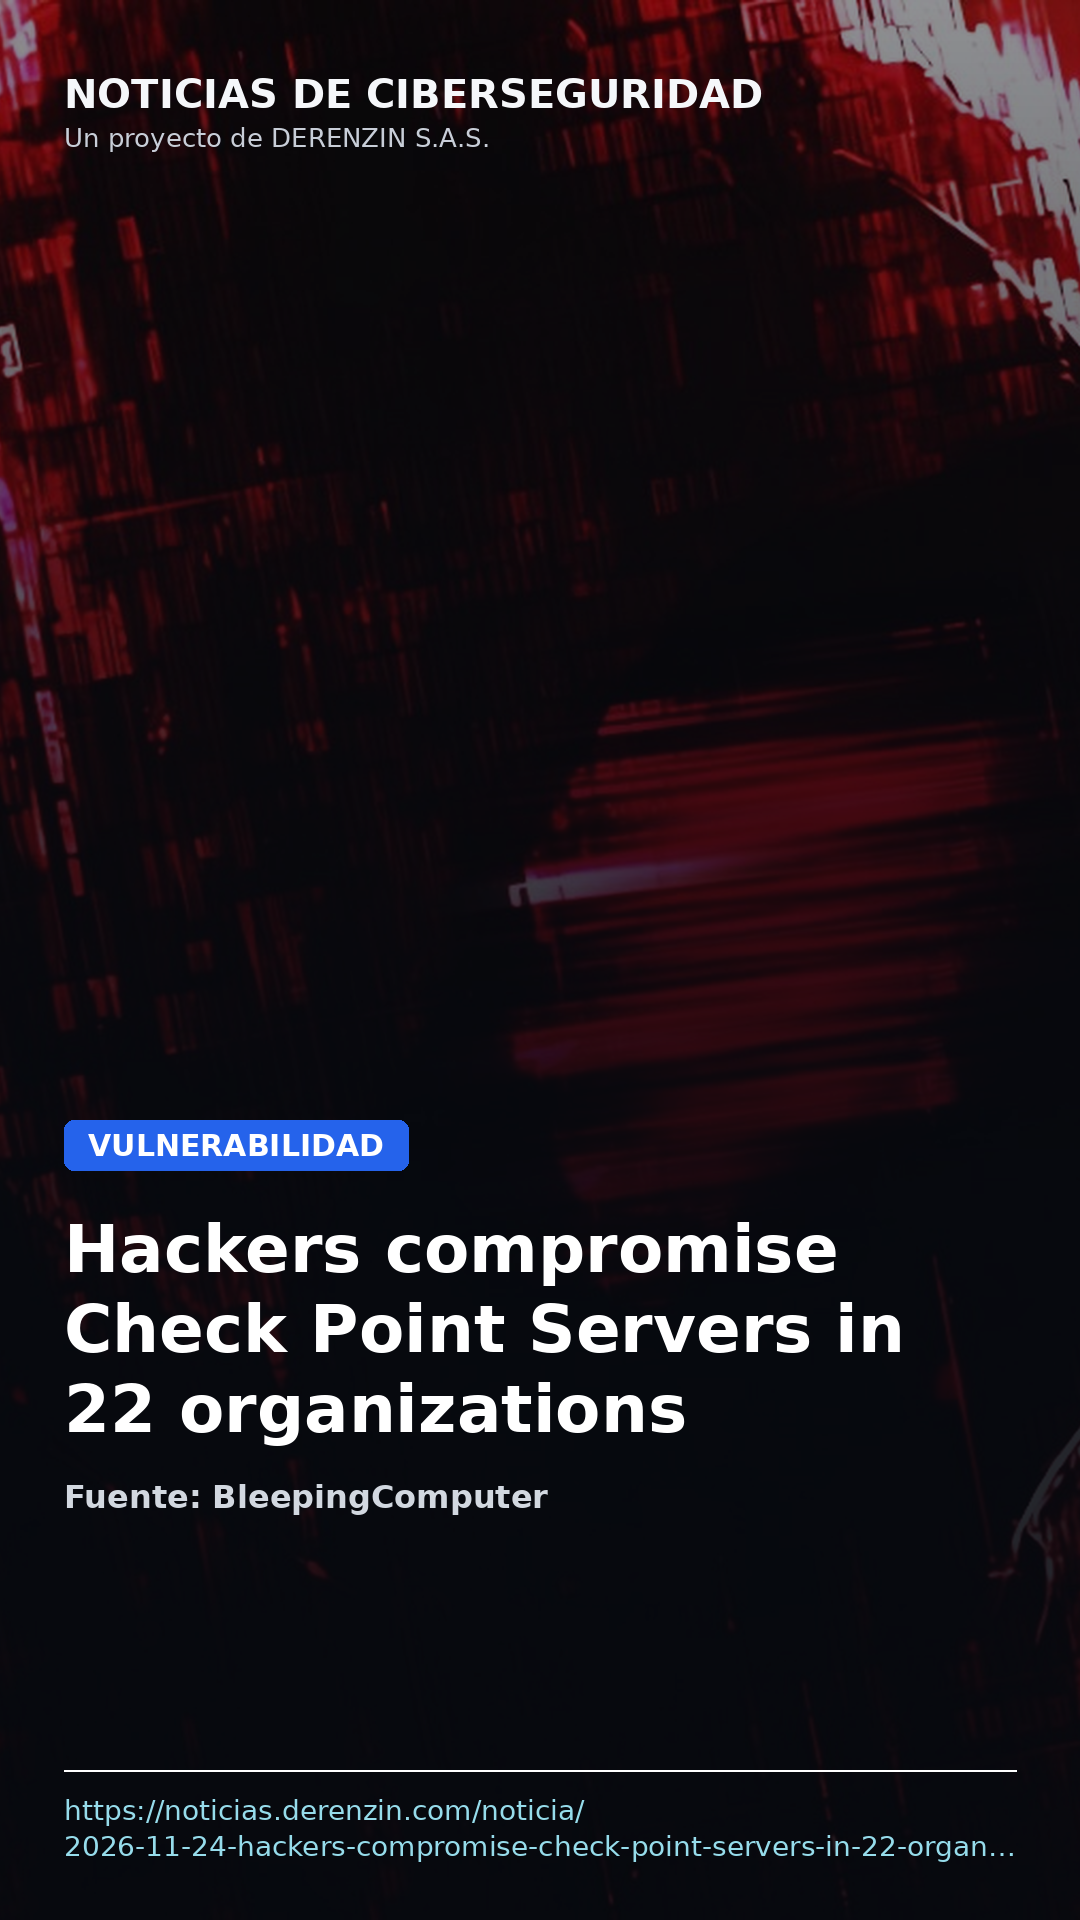 NOTICIAS DE CIBERSEGURIDAD
Un proyecto de DERENZIN S.A.S.
VULNERABILIDAD
Hackers compromise
Check Point Servers in
22 organizations
Fuente: BleepingComputer
https://noticias.derenzin.com/noticia/
2026-11-24-hackers-compromise-check-point-servers-in-22-organ…